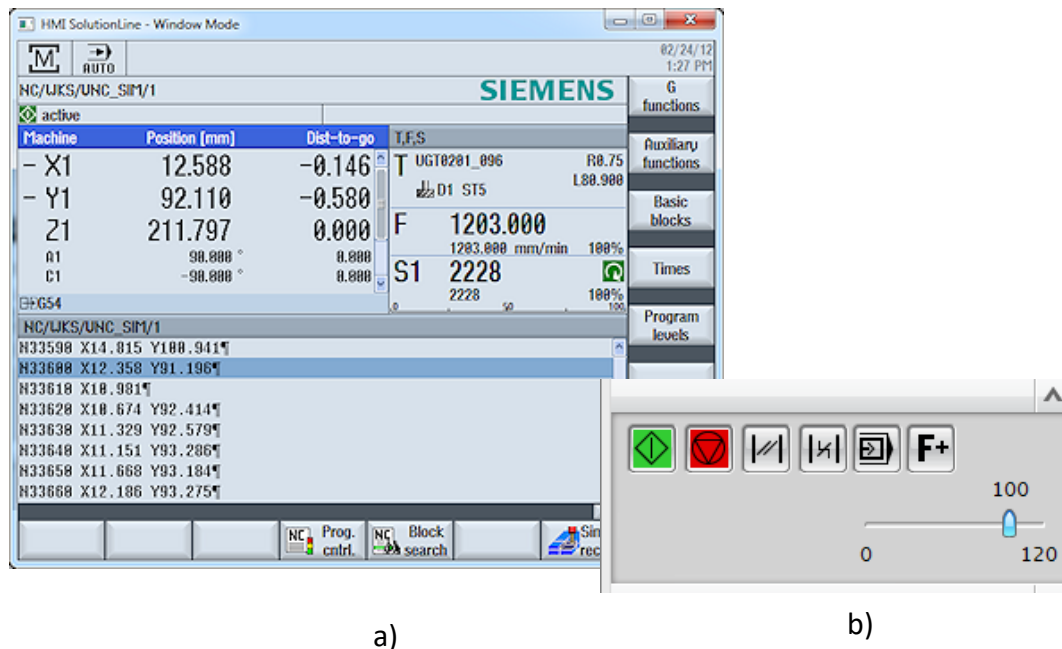 HMI SolutionLine - Window Mode
M AUTO
02/24/12
1:27 PM
NC/WKS/UNC_SIM/1
SIEMENS
G
functions
active
Machine Position [mm] Dist-to-go T,F,S
Auxiliary
functions
X1 12.588 -0.146
T UGT0201_096 R0.75
L80.900
D1 ST5
Y1 92.110 -0.580
Basic
blocks
Z1 211.797 0.000
F 1203.000
1203.000 mm/min 100%
A1 90.000 ° 0.000
C1 -90.000 ° 0.000
S1 2228
2228 100%
Times
G54
0 50 100
Program
levels
NC/WKS/UNC_SIM/1
N33590 X14.815 Y100.941¶
N33600 X12.358 Y91.196¶
N33610 X10.981¶
N33620 X10.674 Y92.414¶
N33630 X11.329 Y92.579¶
N33640 X11.151 Y93.286¶
N33650 X11.668 Y93.184¶
N33660 X12.186 Y93.275¶
NC Prog.
cntrl.
NC Block
search
Sim
rec
F+
100
0 120
a)
b)